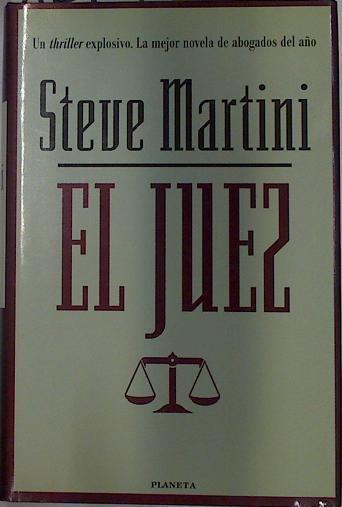 Un thriller explosivo. La mejor novela de abogados del año
Steve Martini
EL JUEZ
PLANETA